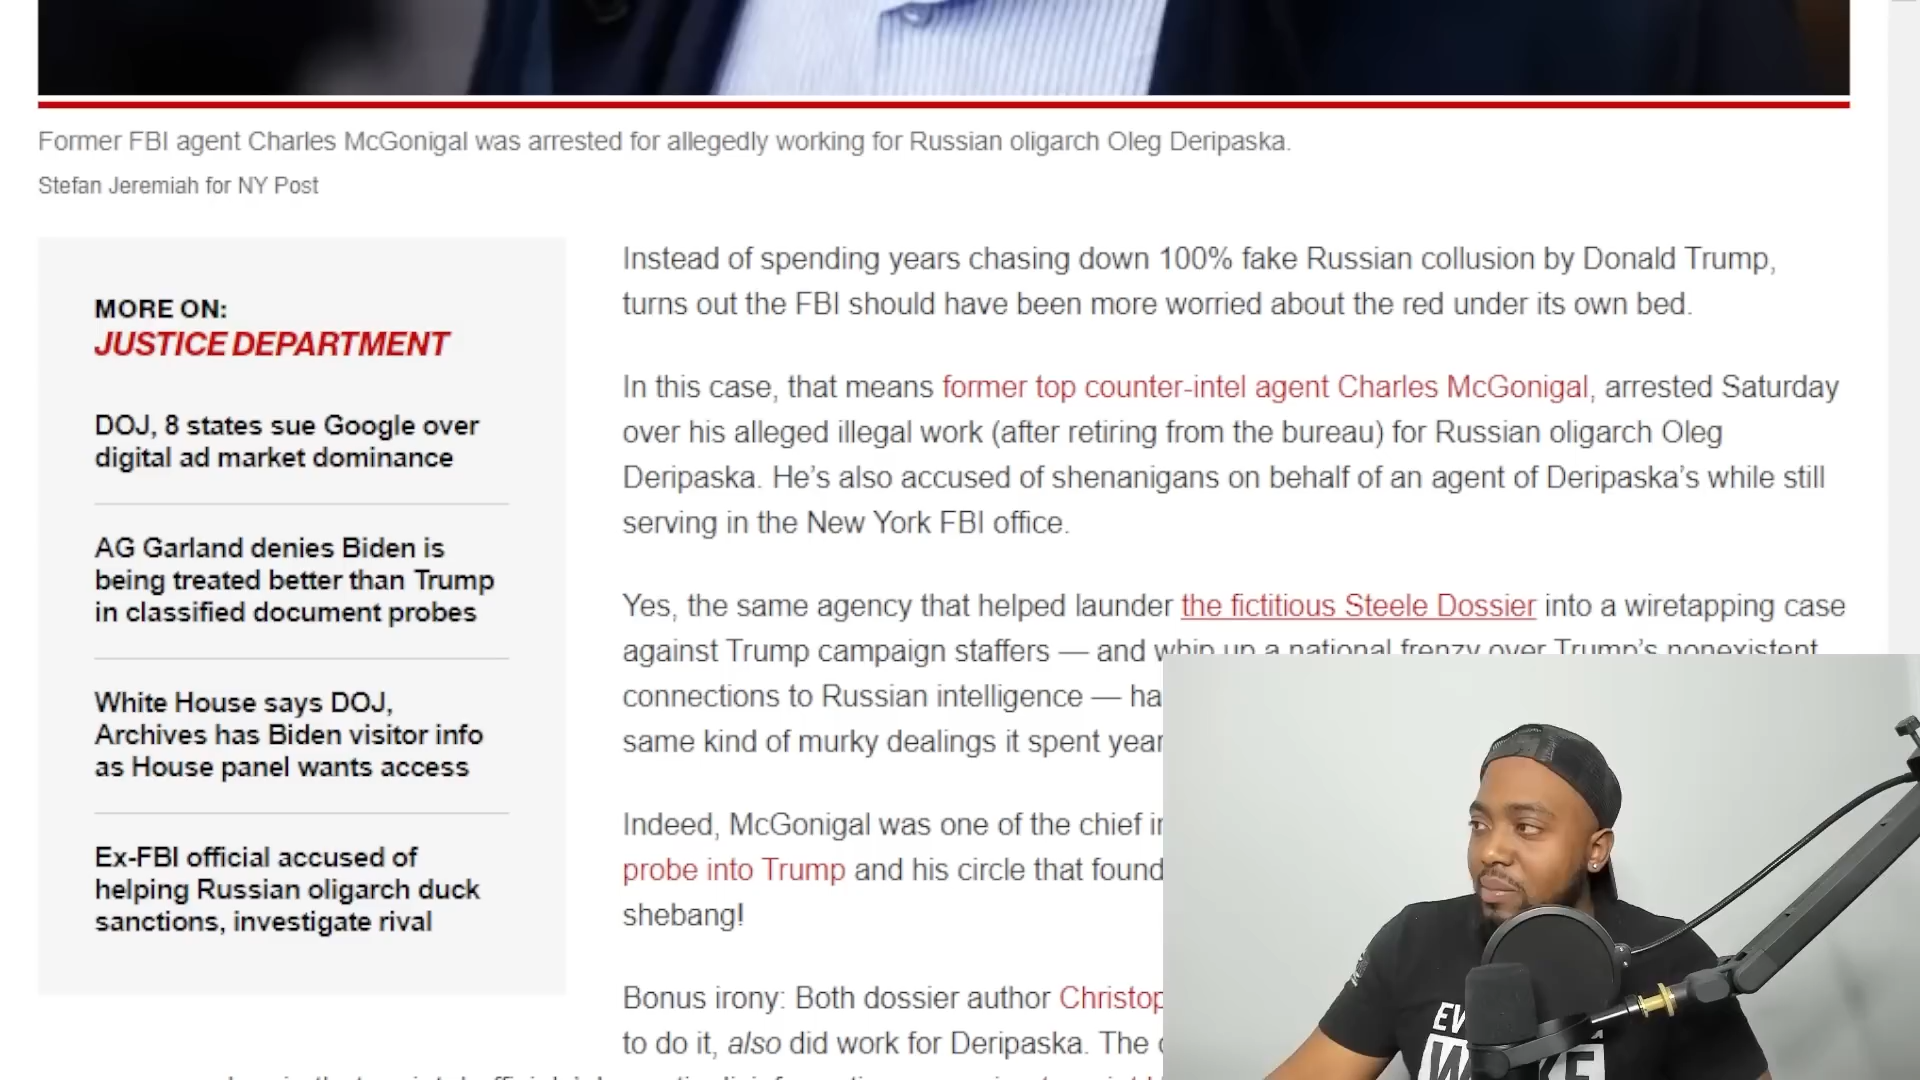 Former FBI agent Charles McGonigal was arrested for allegedly working for Russian oligarch Oleg Deripaska.
Stefan Jeremiah for NY Post
MORE ON:
JUSTICE DEPARTMENT
DOJ, 8 states sue Google over
digital ad market dominance
AG Garland denies Biden is
being treated better than Trump
in classified document probes
White House says DOJ,
Archives has Biden visitor info
as House panel wants access
Ex-FBI official accused of
helping Russian oligarch duck
sanctions, investigate rival
Instead of spending years chasing down 100% fake Russian collusion by Donald Trump,
turns out the FBI should have been more worried about the red under its own bed.
In this case, that means former top counter-intel agent Charles McGonigal, arrested Saturday
over his alleged illegal work (after retiring from the bureau) for Russian oligarch Oleg
Deripaska. He's also accused of shenanigans on behalf of an agent of Deripaska's while still
serving in the New York FBI office.
Yes, the same agency that helped launder the fictitious Steele Dossier into a wiretapping case
against Trump campaign staffers — and whip up a national frenzy over Trump's nonexistent
connections to Russian intelligence — ha
same kind of murky dealings it spent year
Indeed, McGonigal was one of the chief
probe into Trump and his circle that found
shebang!
Bonus irony: Both dossier author Christop
to do it, also did work for Deripaska. The